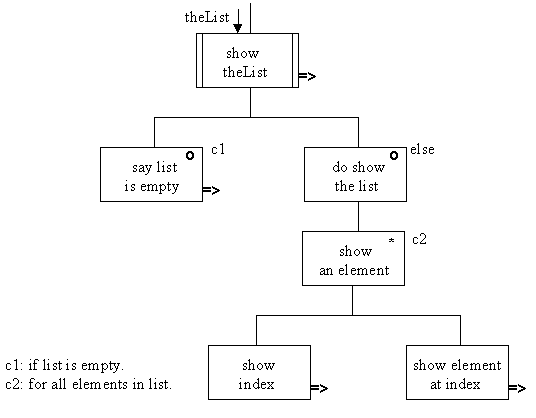 theList
show
theList
=>
c1
else
o
say list
is empty
=>
o
do show
the list
* c2
show
an element
show
index
=>
show element
at index
=>
c1: if list is empty.
c2: for all elements in list.